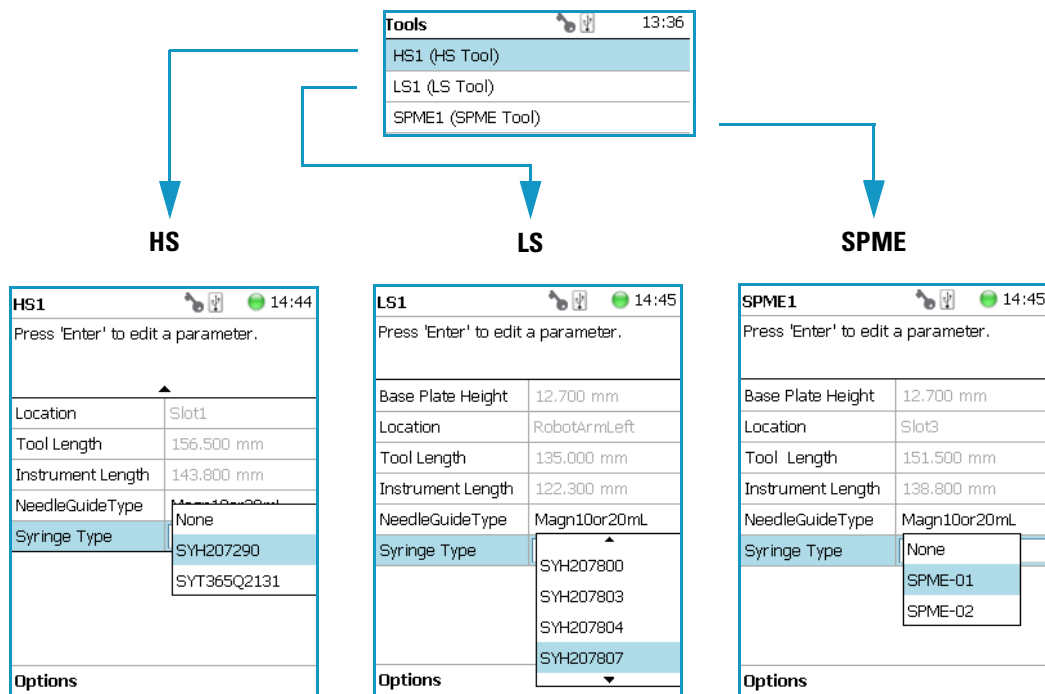 Tools 13:36
HS1 (HS Tool)
LS1 (LS Tool)
SPME1 (SPME Tool)
HS
LS
SPME
HS1 14:44
Press 'Enter' to edit a parameter.
Location Slot1
Tool Length 156.500 mm
Instrument Length 143.800 mm
NeedleGuideType
Syringe Type
None
SYH207290
SYT365Q2131
Options
LS1 14:45
Press 'Enter' to edit a parameter.
Base Plate Height 12.700 mm
Location RobotArmLeft
Tool Length 135.000 mm
Instrument Length 122.300 mm
NeedleGuideType Magn10or20mL
Syringe Type
SYH207800
SYH207803
SYH207804
SYH207807
Options
SPME1 14:45
Press 'Enter' to edit a parameter.
Base Plate Height 12.700 mm
Location Slot3
Tool Length 151.500 mm
Instrument Length 138.800 mm
NeedleGuideType Magn10or20mL
Syringe Type
None
SPME-01
SPME-02
Options